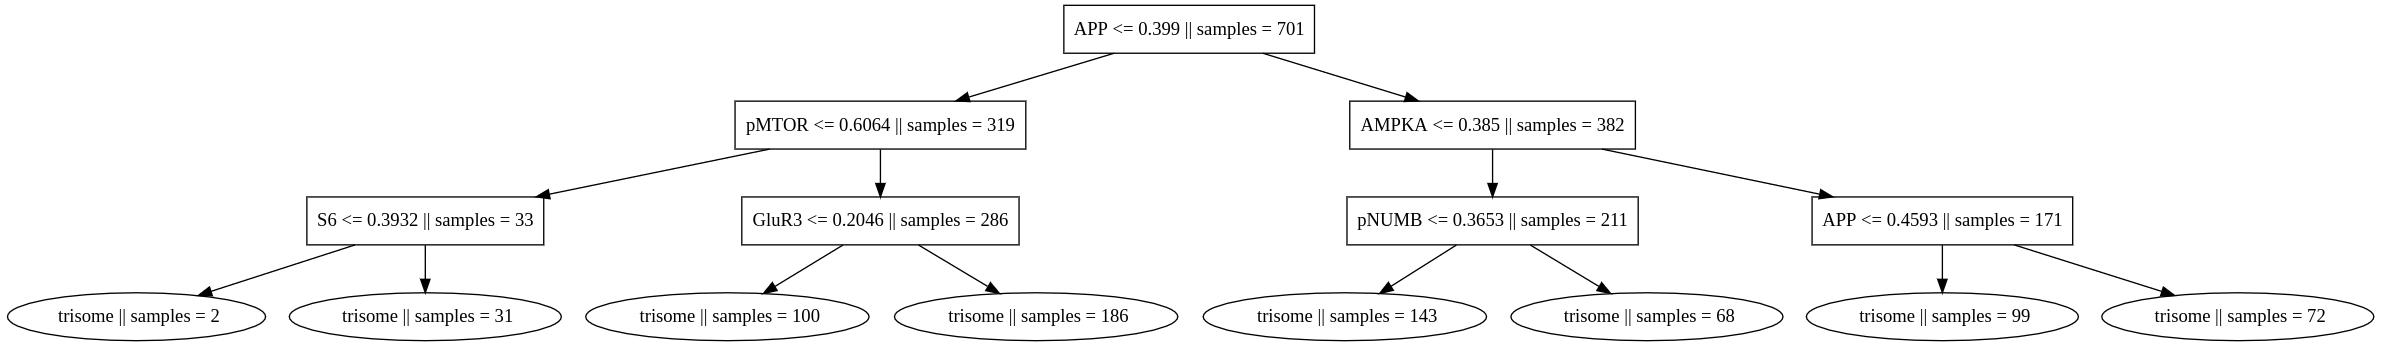 APP <= 0.399 || samples = 701
pMTOR <= 0.6064 || samples = 319
AMPKA <= 0.385 || samples = 382
S6 <= 0.3932 || samples = 33
GluR3 <= 0.2046 || samples = 286
pNUMB <= 0.3653 || samples = 211
APP <= 0.4593 || samples = 171
trisome || samples = 2
trisome || samples = 31
trisome || samples = 100
trisome || samples = 186
trisome || samples = 143
trisome || samples = 68
trisome || samples = 99
trisome || samples = 72